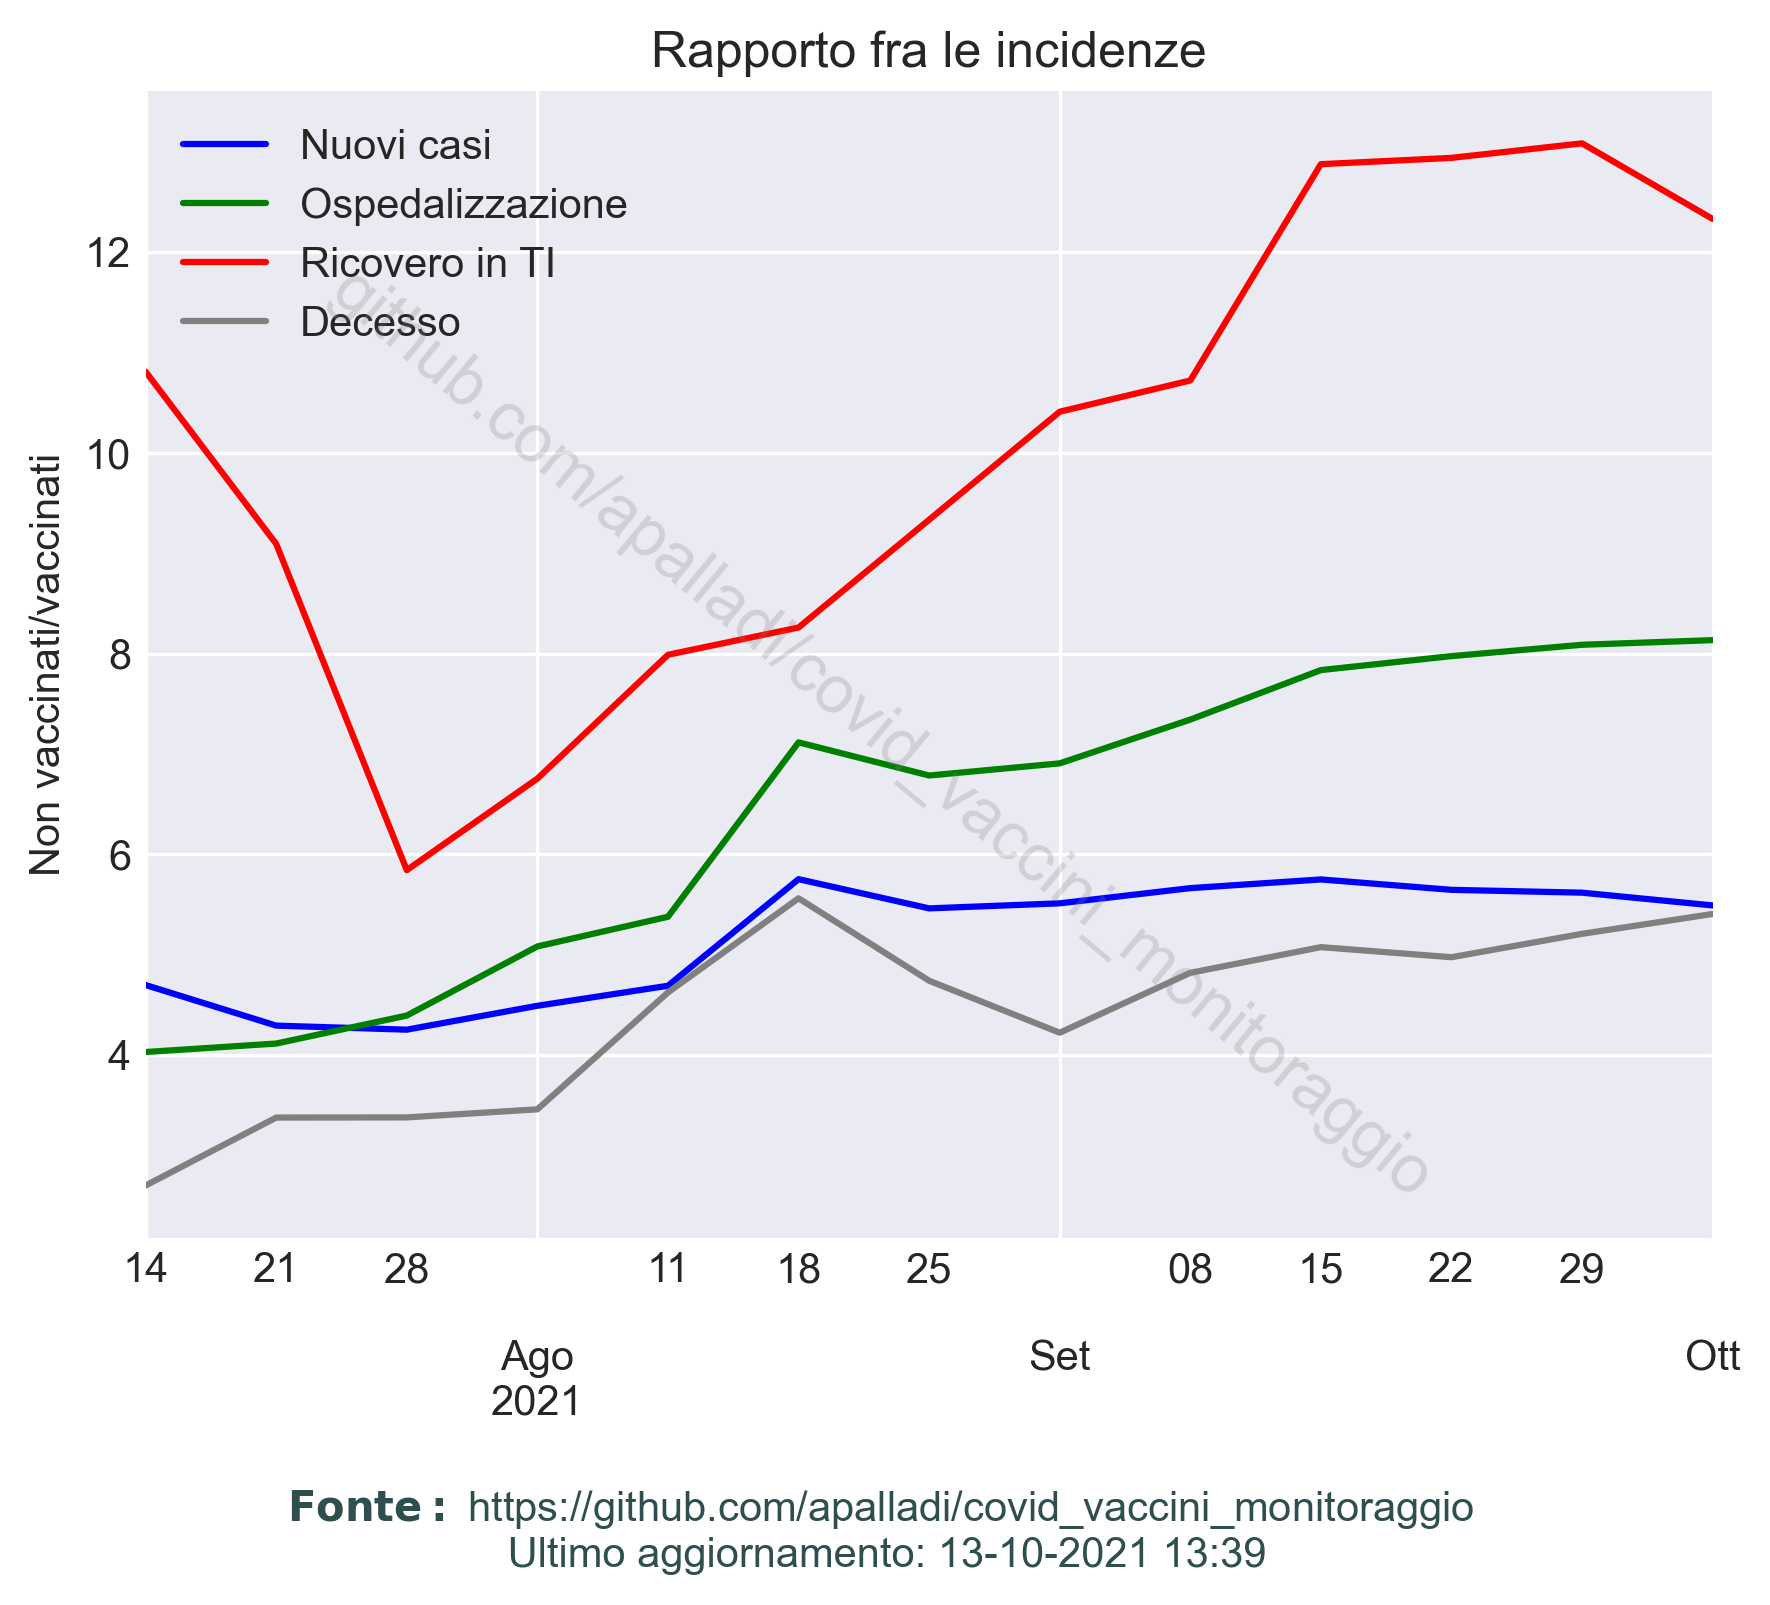 Rapporto fra le incidenze
Nuovi casi
Ospedalizzazione
Ricovero in TI
Decesso
github.com/apalladi/covid_vaccini_monitoraggio
Non vaccinati/vaccinati
12
10
8
6
4
14 21 28 11 18 25 08 15 22 29
Ago Set Ott
2021
Fonte: https://github.com/apalladi/covid_vaccini_monitoraggio
Ultimo aggiornamento: 13-10-2021 13:39